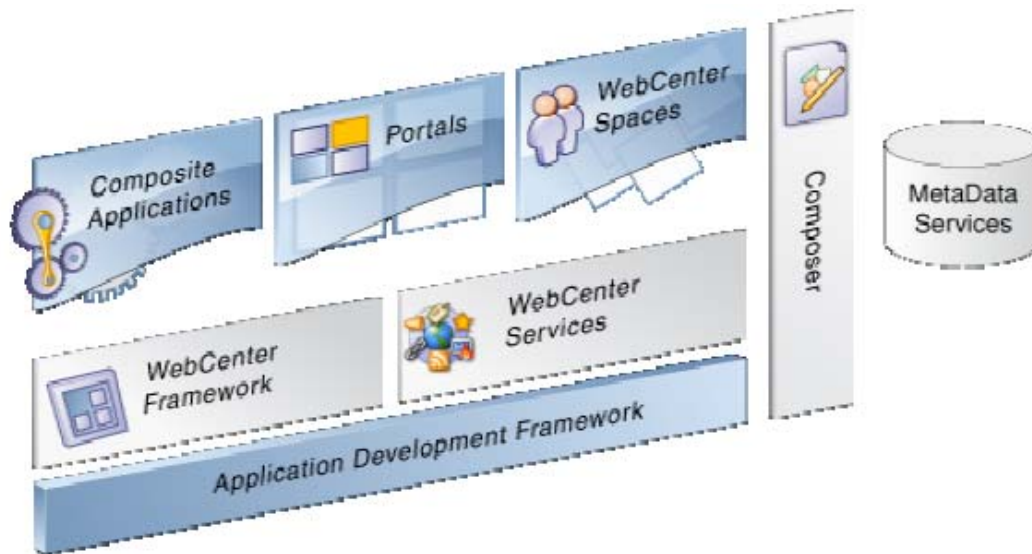 Composite
Applications
Portals
WebCenter
Spaces
Composer
MetaData
Services
WebCenter
Framework
WebCenter
Services
Application Development Framework